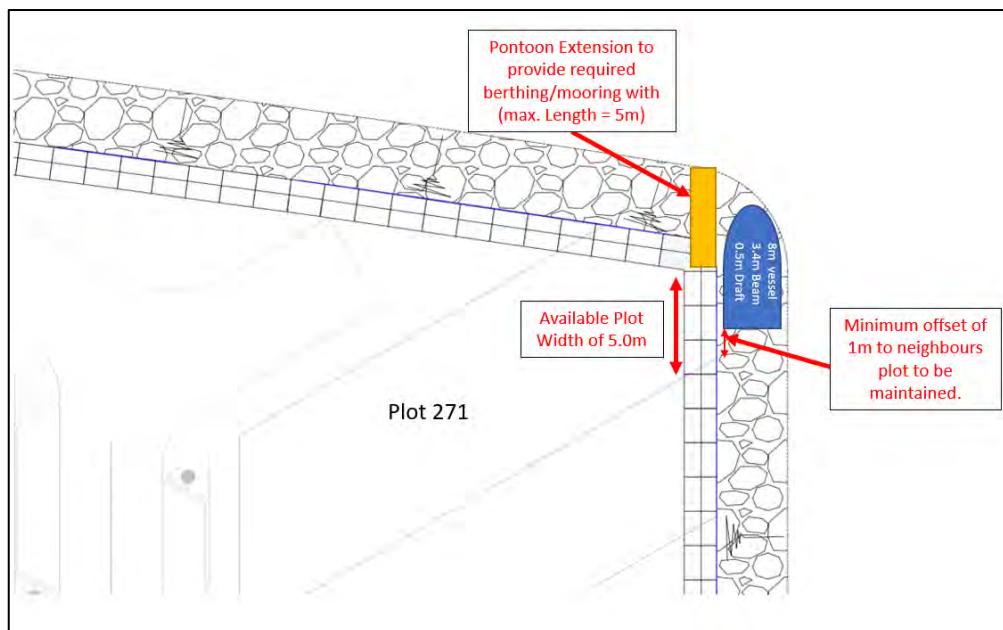 Pontoon Extension to
provide required
berthing/mooring with
(max. Length = 5m)
8m vessel
3.4m Beam
0.5m Draft
Available Plot
Width of 5.0m
Minimum offset of
1m to neighbours
plot to be
maintained.
Plot 271